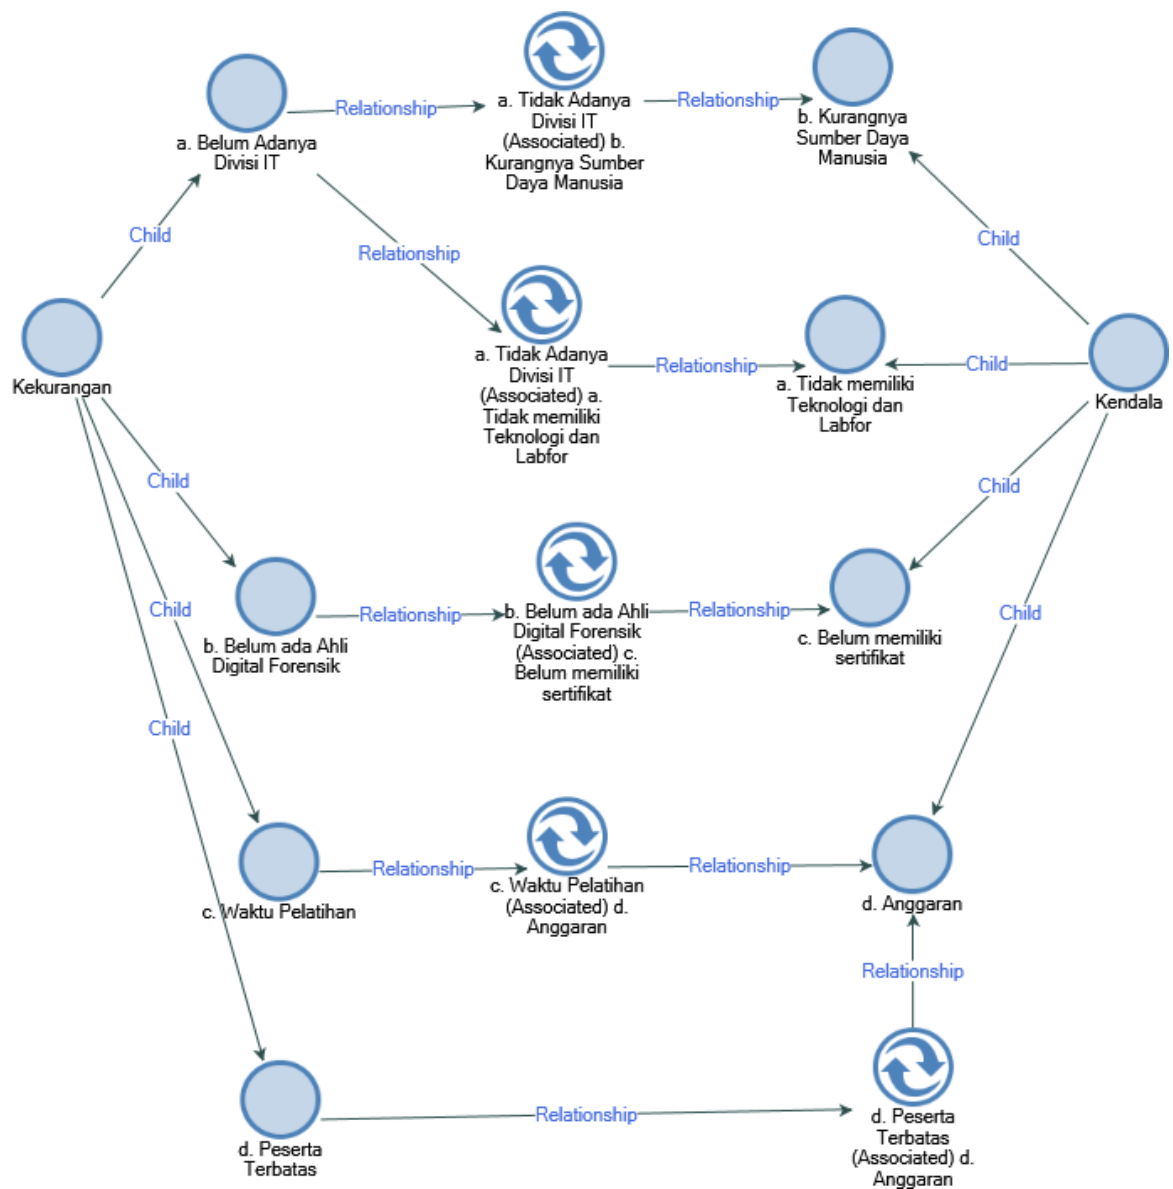 a. Belum Adanya
Divisi IT
Relationship
a. Tidak Adanya
Divisi IT
(Associated) b.
Kurangnya Sumber
Daya Manusia
Relationship
b. Kurangnya
Sumber Daya
Manusia
Child
Relationship
Child
Kekurangan
a. Tidak Adanya
Divisi IT
(Associated) a.
Tidak memiliki
Teknologi dan
Labfor
Relationship
a. Tidak memiliki
Teknologi dan
Labfor
Child
Kendala
Child
Child
b. Belum ada Ahli
Digital Forensik
Relationship
b. Belum ada Ahli
Digital Forensik
(Associated) c.
Belum memiliki
sertifikat
Relationship
c. Belum memiliki
sertifikat
Child
Child
Child
c. Waktu Pelatihan
Relationship
c. Waktu Pelatihan
(Associated) d.
Anggaran
Relationship
d. Anggaran
Relationship
d. Peserta
Terbatas
Relationship
d. Peserta
Terbatas
(Associated) d.
Anggaran